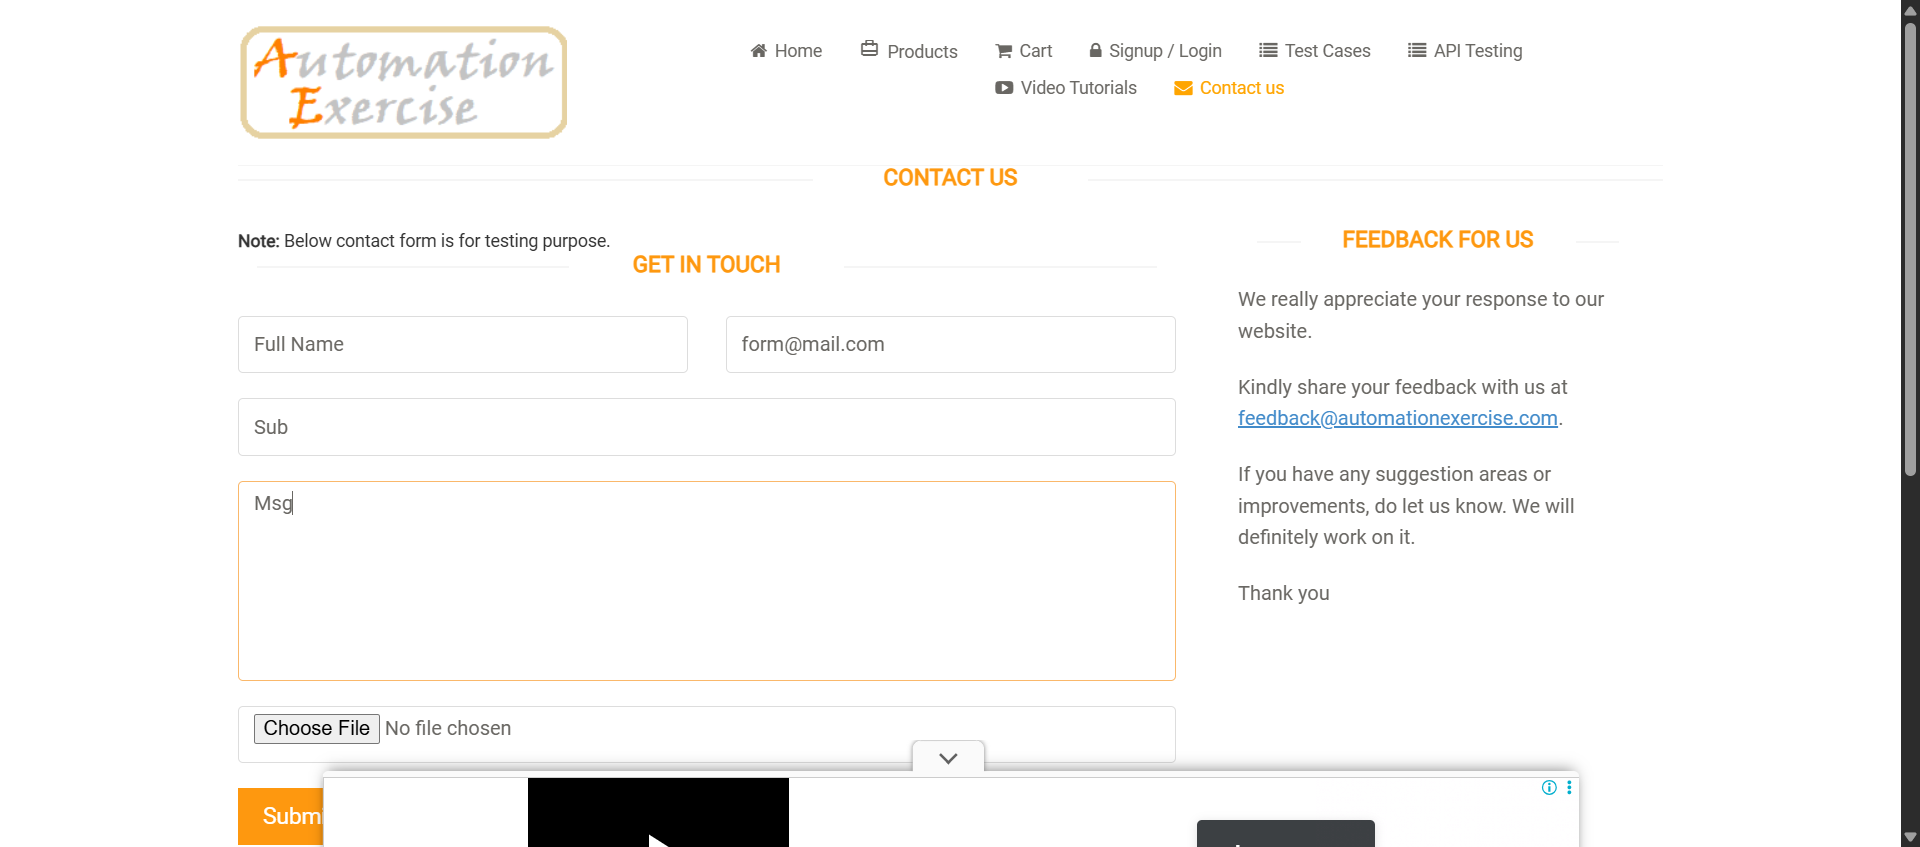 Automation
Exercise
Home
Products
Cart
Signup / Login
Test Cases
API Testing
Video Tutorials
Contact us
CONTACT US
Note: Below contact form is for testing purpose.
GET IN TOUCH
Full Name
form@mail.com
Sub
Msg
Choose File No file chosen
FEEDBACK FOR US
We really appreciate your response to our
website.
Kindly share your feedback with us at
feedback@automationexercise.com.
If you have any suggestion areas or
improvements, do let us know. We will
definitely work on it.
Thank you